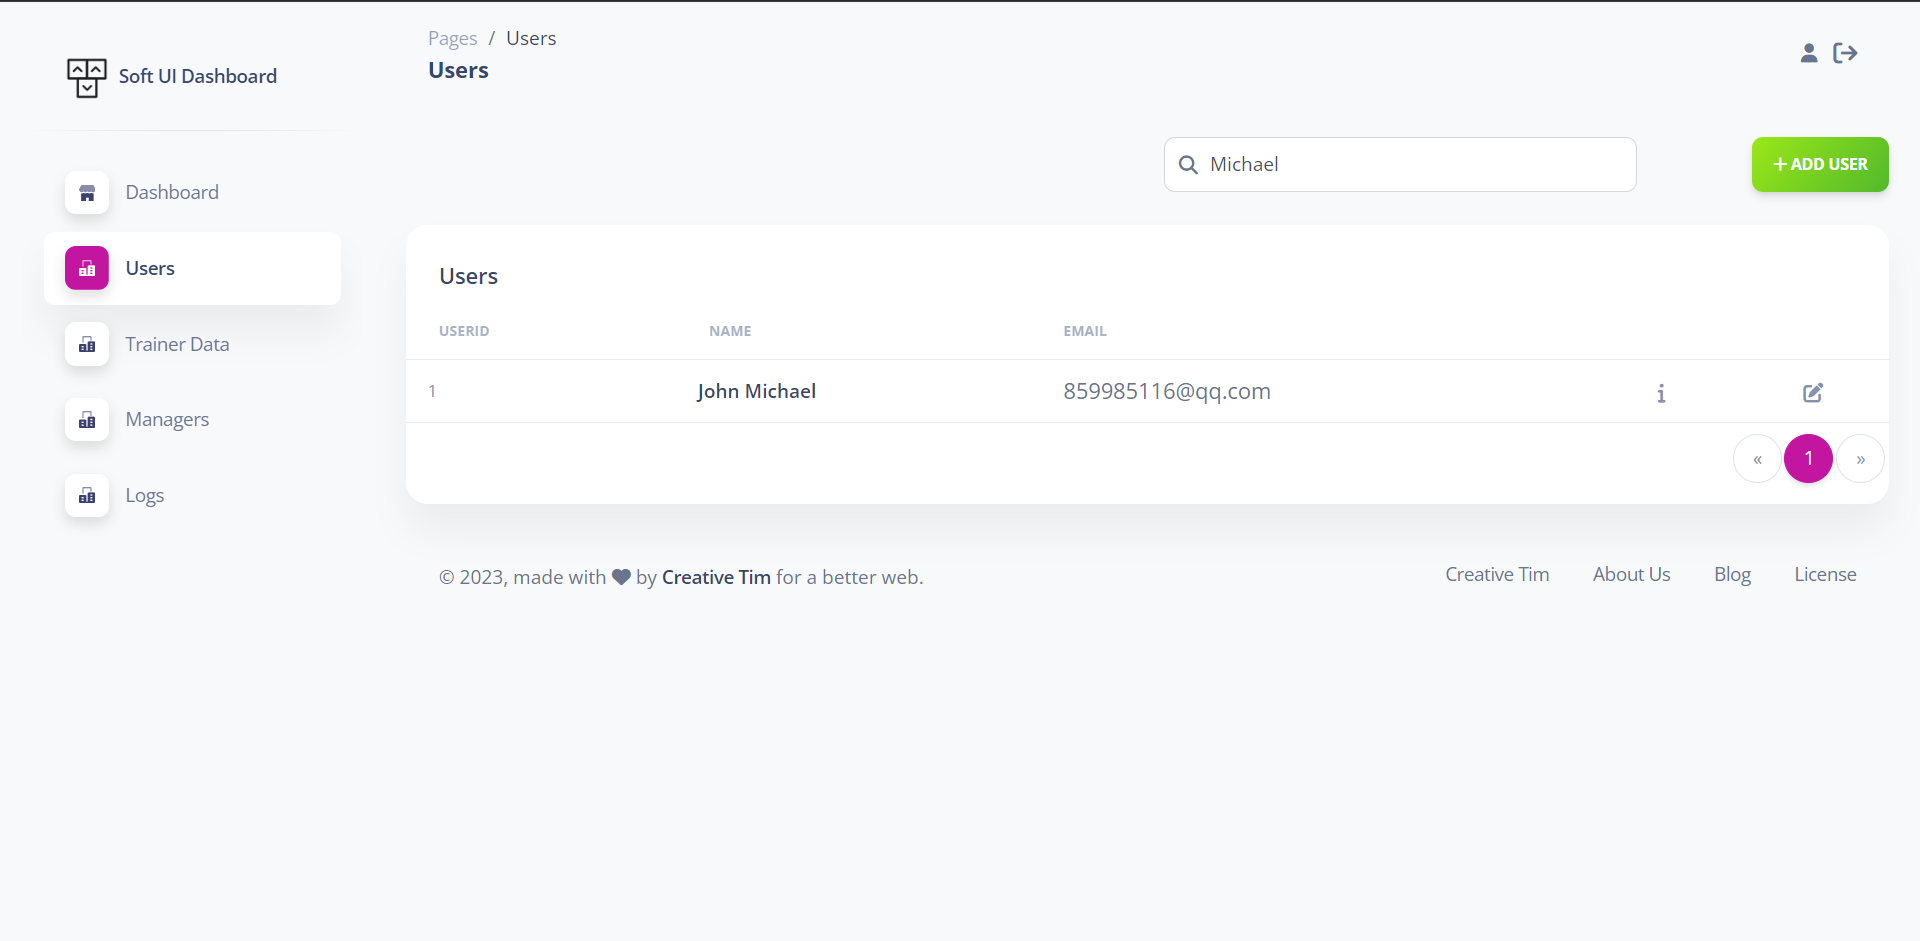 Soft UI Dashboard
Dashboard
Users
Trainer Data
Managers
Logs
Pages / Users
Users
Michael
+ ADD USER
Users
USERID NAME EMAIL
1 John Michael 859985116@qq.com
« 1 »
© 2023, made with by Creative Tim for a better web.
Creative Tim About Us Blog License